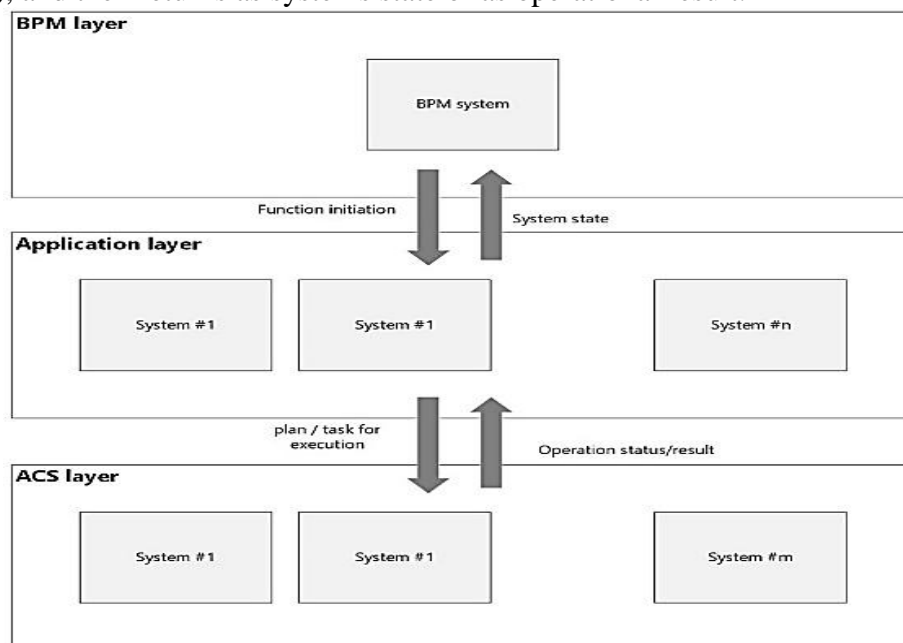 BPM layer
BPM system
Function initiation
System state
Application layer
System #1
System #1
System #n
plan / task for
execution
Operation status/result
ACS layer
System #1
System #1
System #m